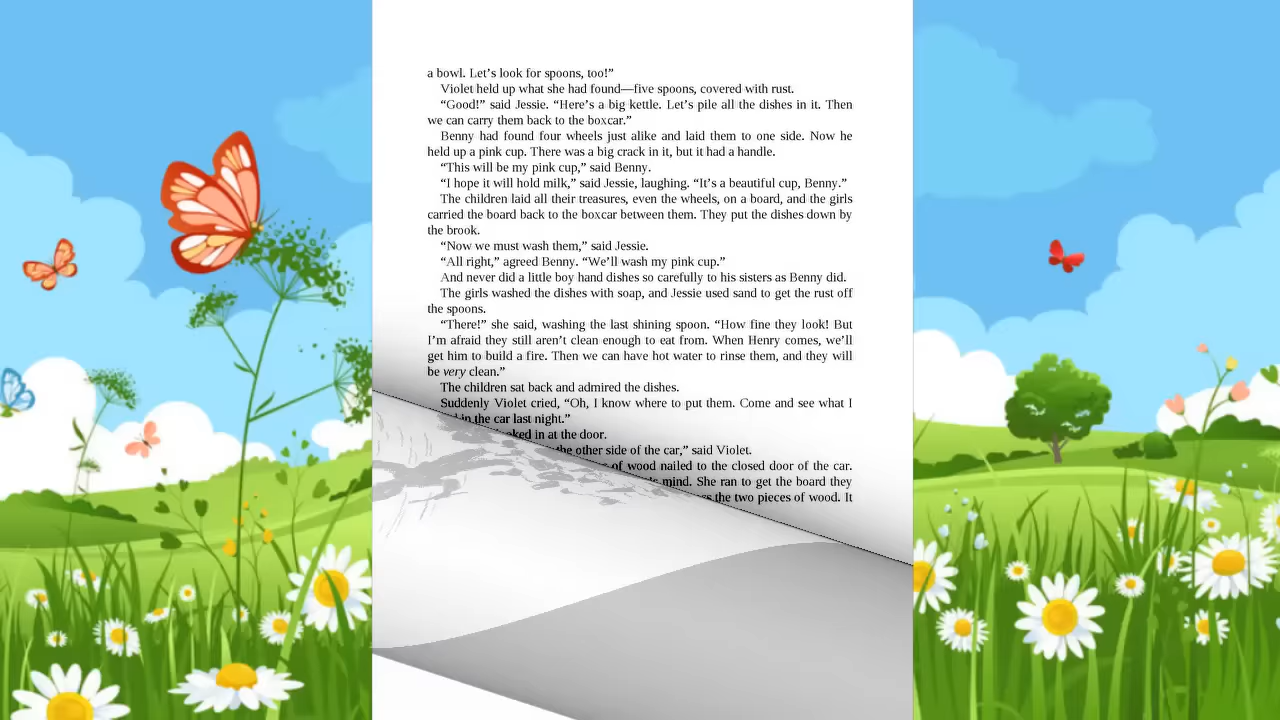 a bowl. Let’s look for spoons, too!”
Violet held up what she had found—five spoons, covered with rust.
“Good!” said Jessie. “Here’s a big kettle. Let’s pile all the dishes in it. Then
we can carry them back to the boxcar.”
Benny had found four wheels just alike and laid them to one side. Now he
held up a pink cup. There was a big crack in it, but it had a handle.
“This will be my pink cup,” said Benny.
“I hope it will hold milk,” said Jessie, laughing. “It’s a beautiful cup, Benny.”
The children laid all their treasures, even the wheels, on a board, and the girls
carried the board back to the boxcar between them. They put the dishes down by
the brook.
“Now we must wash them,” said Jessie.
“All right,” agreed Benny. “We’ll wash my pink cup.”
And never did a little boy hand dishes so carefully to his sisters as Benny did.
The girls washed the dishes with soap, and Jessie used sand to get the rust off
the spoons.
“There!” she said, washing the last shining spoon. “How fine they look! But
I’m afraid they still aren’t clean enough to eat from. When Henry comes, we’ll
get him to build a fire. Then we can have hot water to rinse them, and they will
be very clean.”
The children sat back and admired the dishes.
Suddenly Violet cried, “Oh, I know where to put them. Come and see what I
in the car last night.”
in at the door.
the other side of the car,” said Violet.
of wood nailed to the closed door of the car.
mind. She ran to get the board they
the two pieces of wood. It